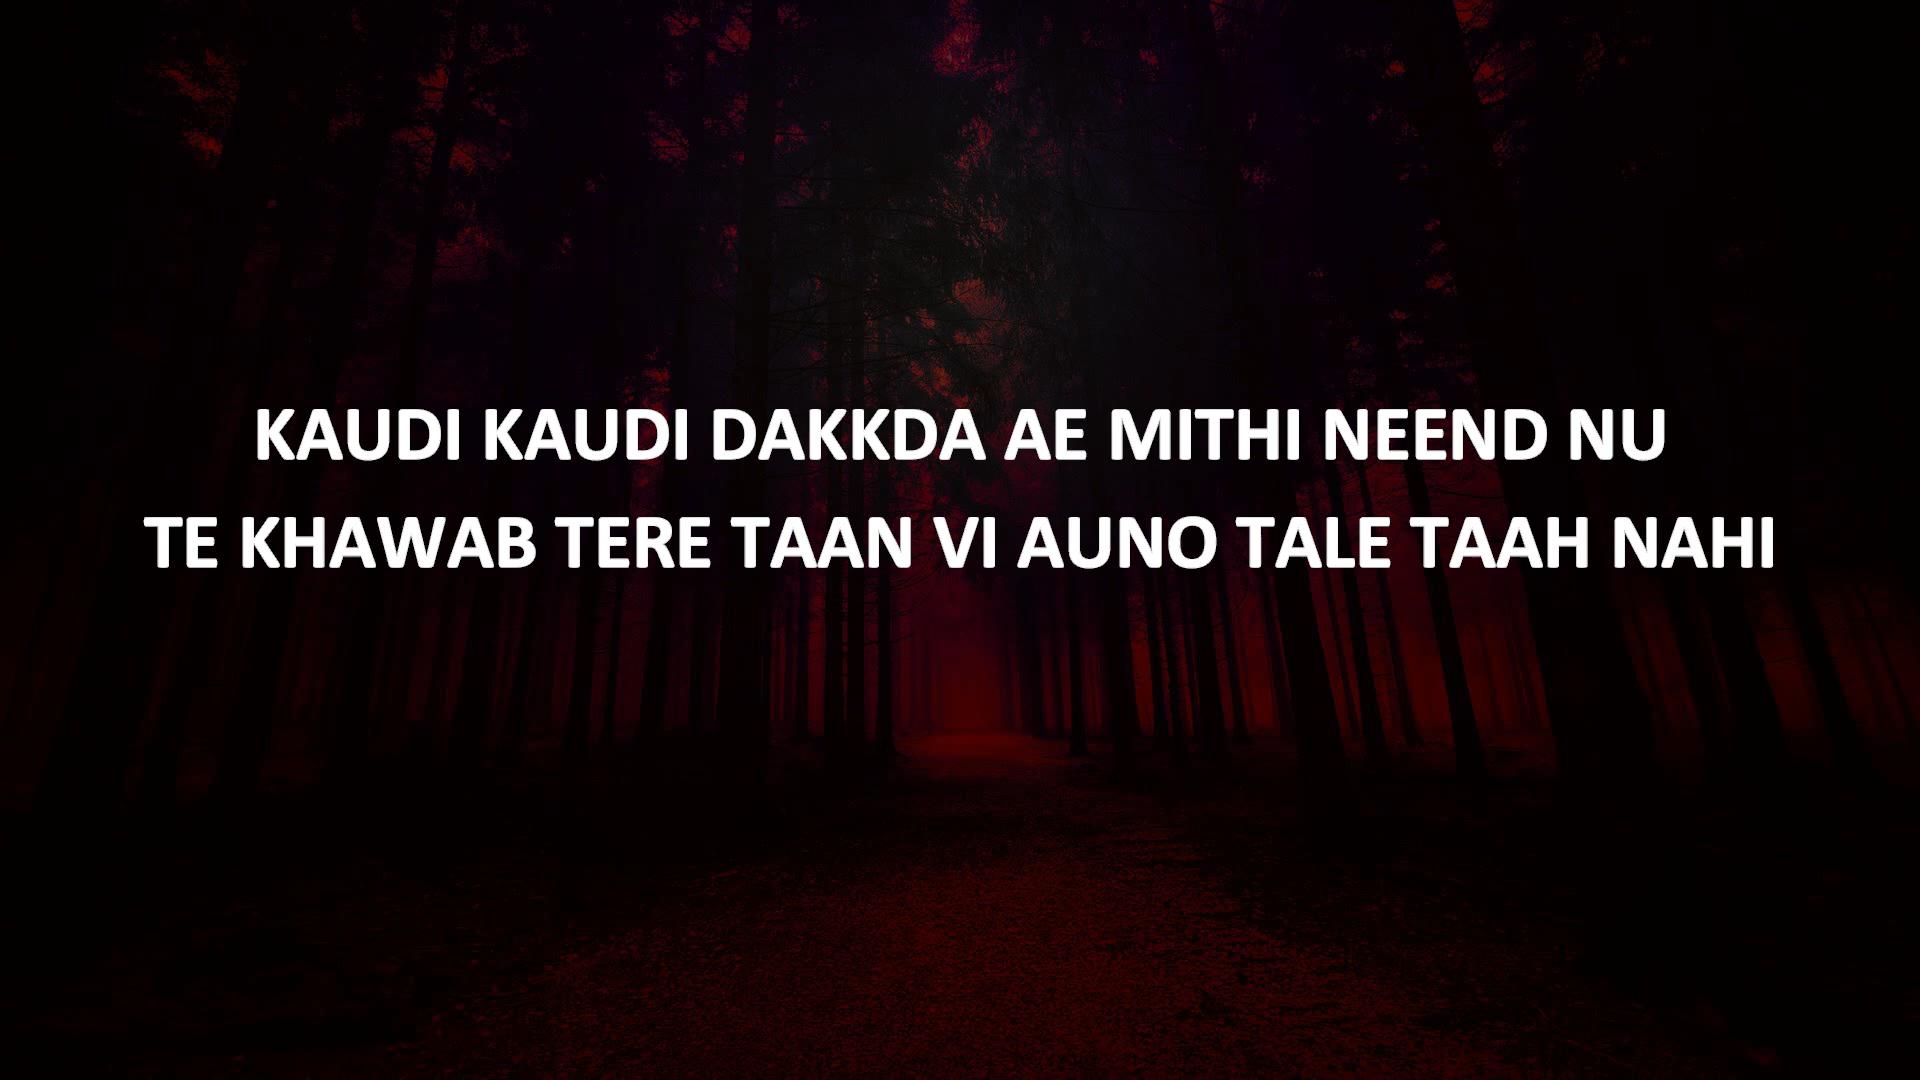 KAUDI KAUDI DAKKDA AE MITHI NEEND NU
TE KHAWAB TERE TAAN VI AUNO TALE TAAH NAHI